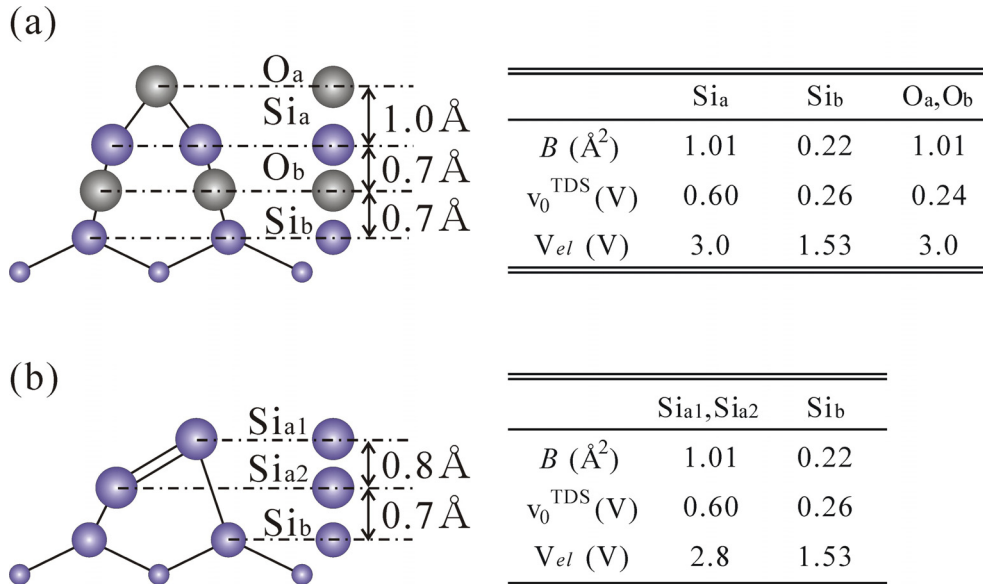 (a)
Oa
Sia
1.0 Å
Ob
0.7 Å
0.7 Å
Sib
Sia Sib Oa,Ob
B (Å²) 1.01 0.22 1.01
v₀ᵀᴰˢ(V) 0.60 0.26 0.24
Vel (V) 3.0 1.53 3.0
(b)
Sia1
0.8 Å
Sia2
0.7 Å
Sib
Sia1,Sia2 Sib
B (Å²) 1.01 0.22
v₀ᵀᴰˢ(V) 0.60 0.26
Vel (V) 2.8 1.53